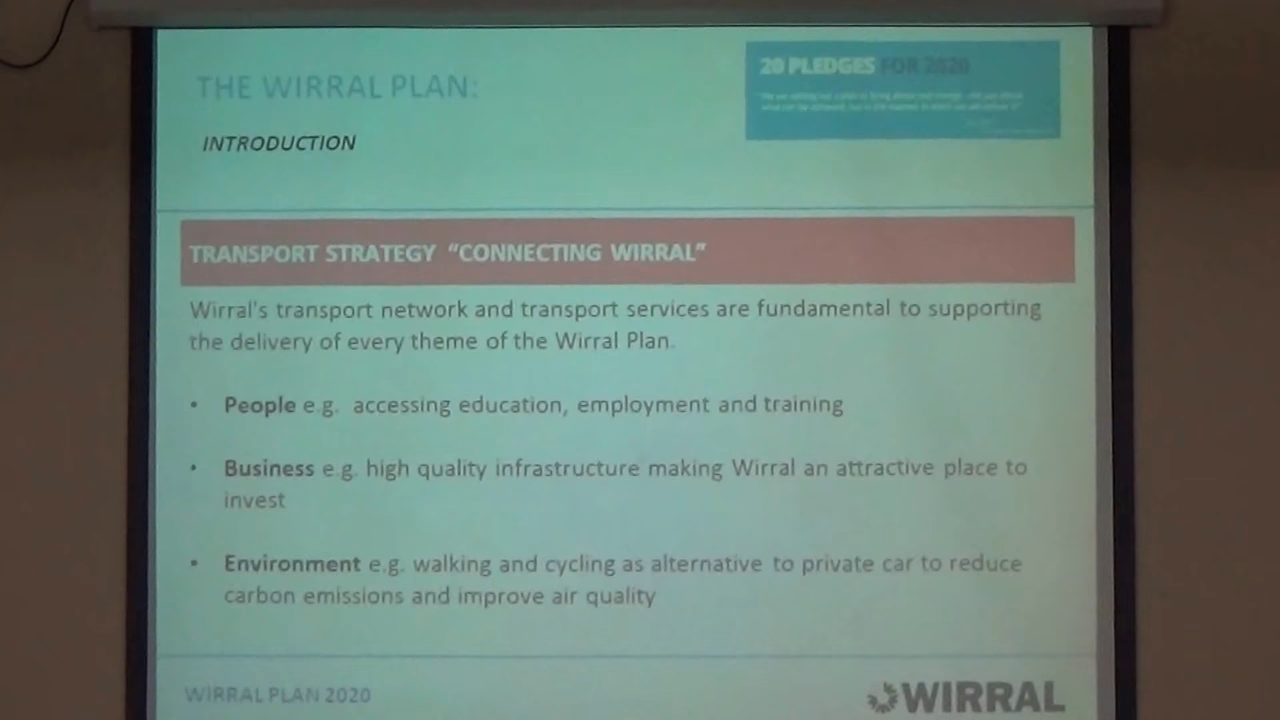 THE WIRRAL PLAN:
20 PLEDGES FOR 2020
INTRODUCTION
TRANSPORT STRATEGY "CONNECTING WIRRAL"
Wirral's transport network and transport services are fundamental to supporting
the delivery of every theme of the Wirral Plan.
• People e.g. accessing education, employment and training
• Business e.g. high quality infrastructure making Wirral an attractive place to
invest
• Environment e.g. walking and cycling as alternative to private car to reduce
carbon emissions and improve air quality
WIRRAL PLAN 2020
WIRRAL